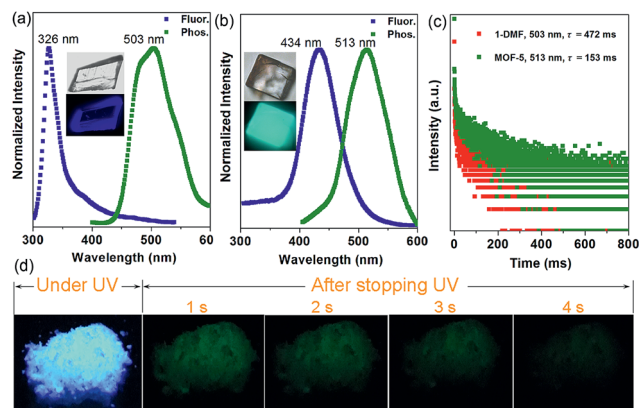 (a)
326 nm
503 nm
Fluor.
Phos.
Normalized Intensity
300
400
500
60
Wavelength (nm)
(b)
434 nm
513 nm
Fluor.
Phos.
Normalized Intensity
300
400
500
60
Wavelength (nm)
(c)
1-DMF, 503 nm, τ = 472 ms
MOF-5, 513 nm, τ = 153 ms
Intensity (a.u.)
0
200
400
600
800
Time (ms)
(d)
Under UV
After stopping UV
1 s
2 s
3 s
4 s